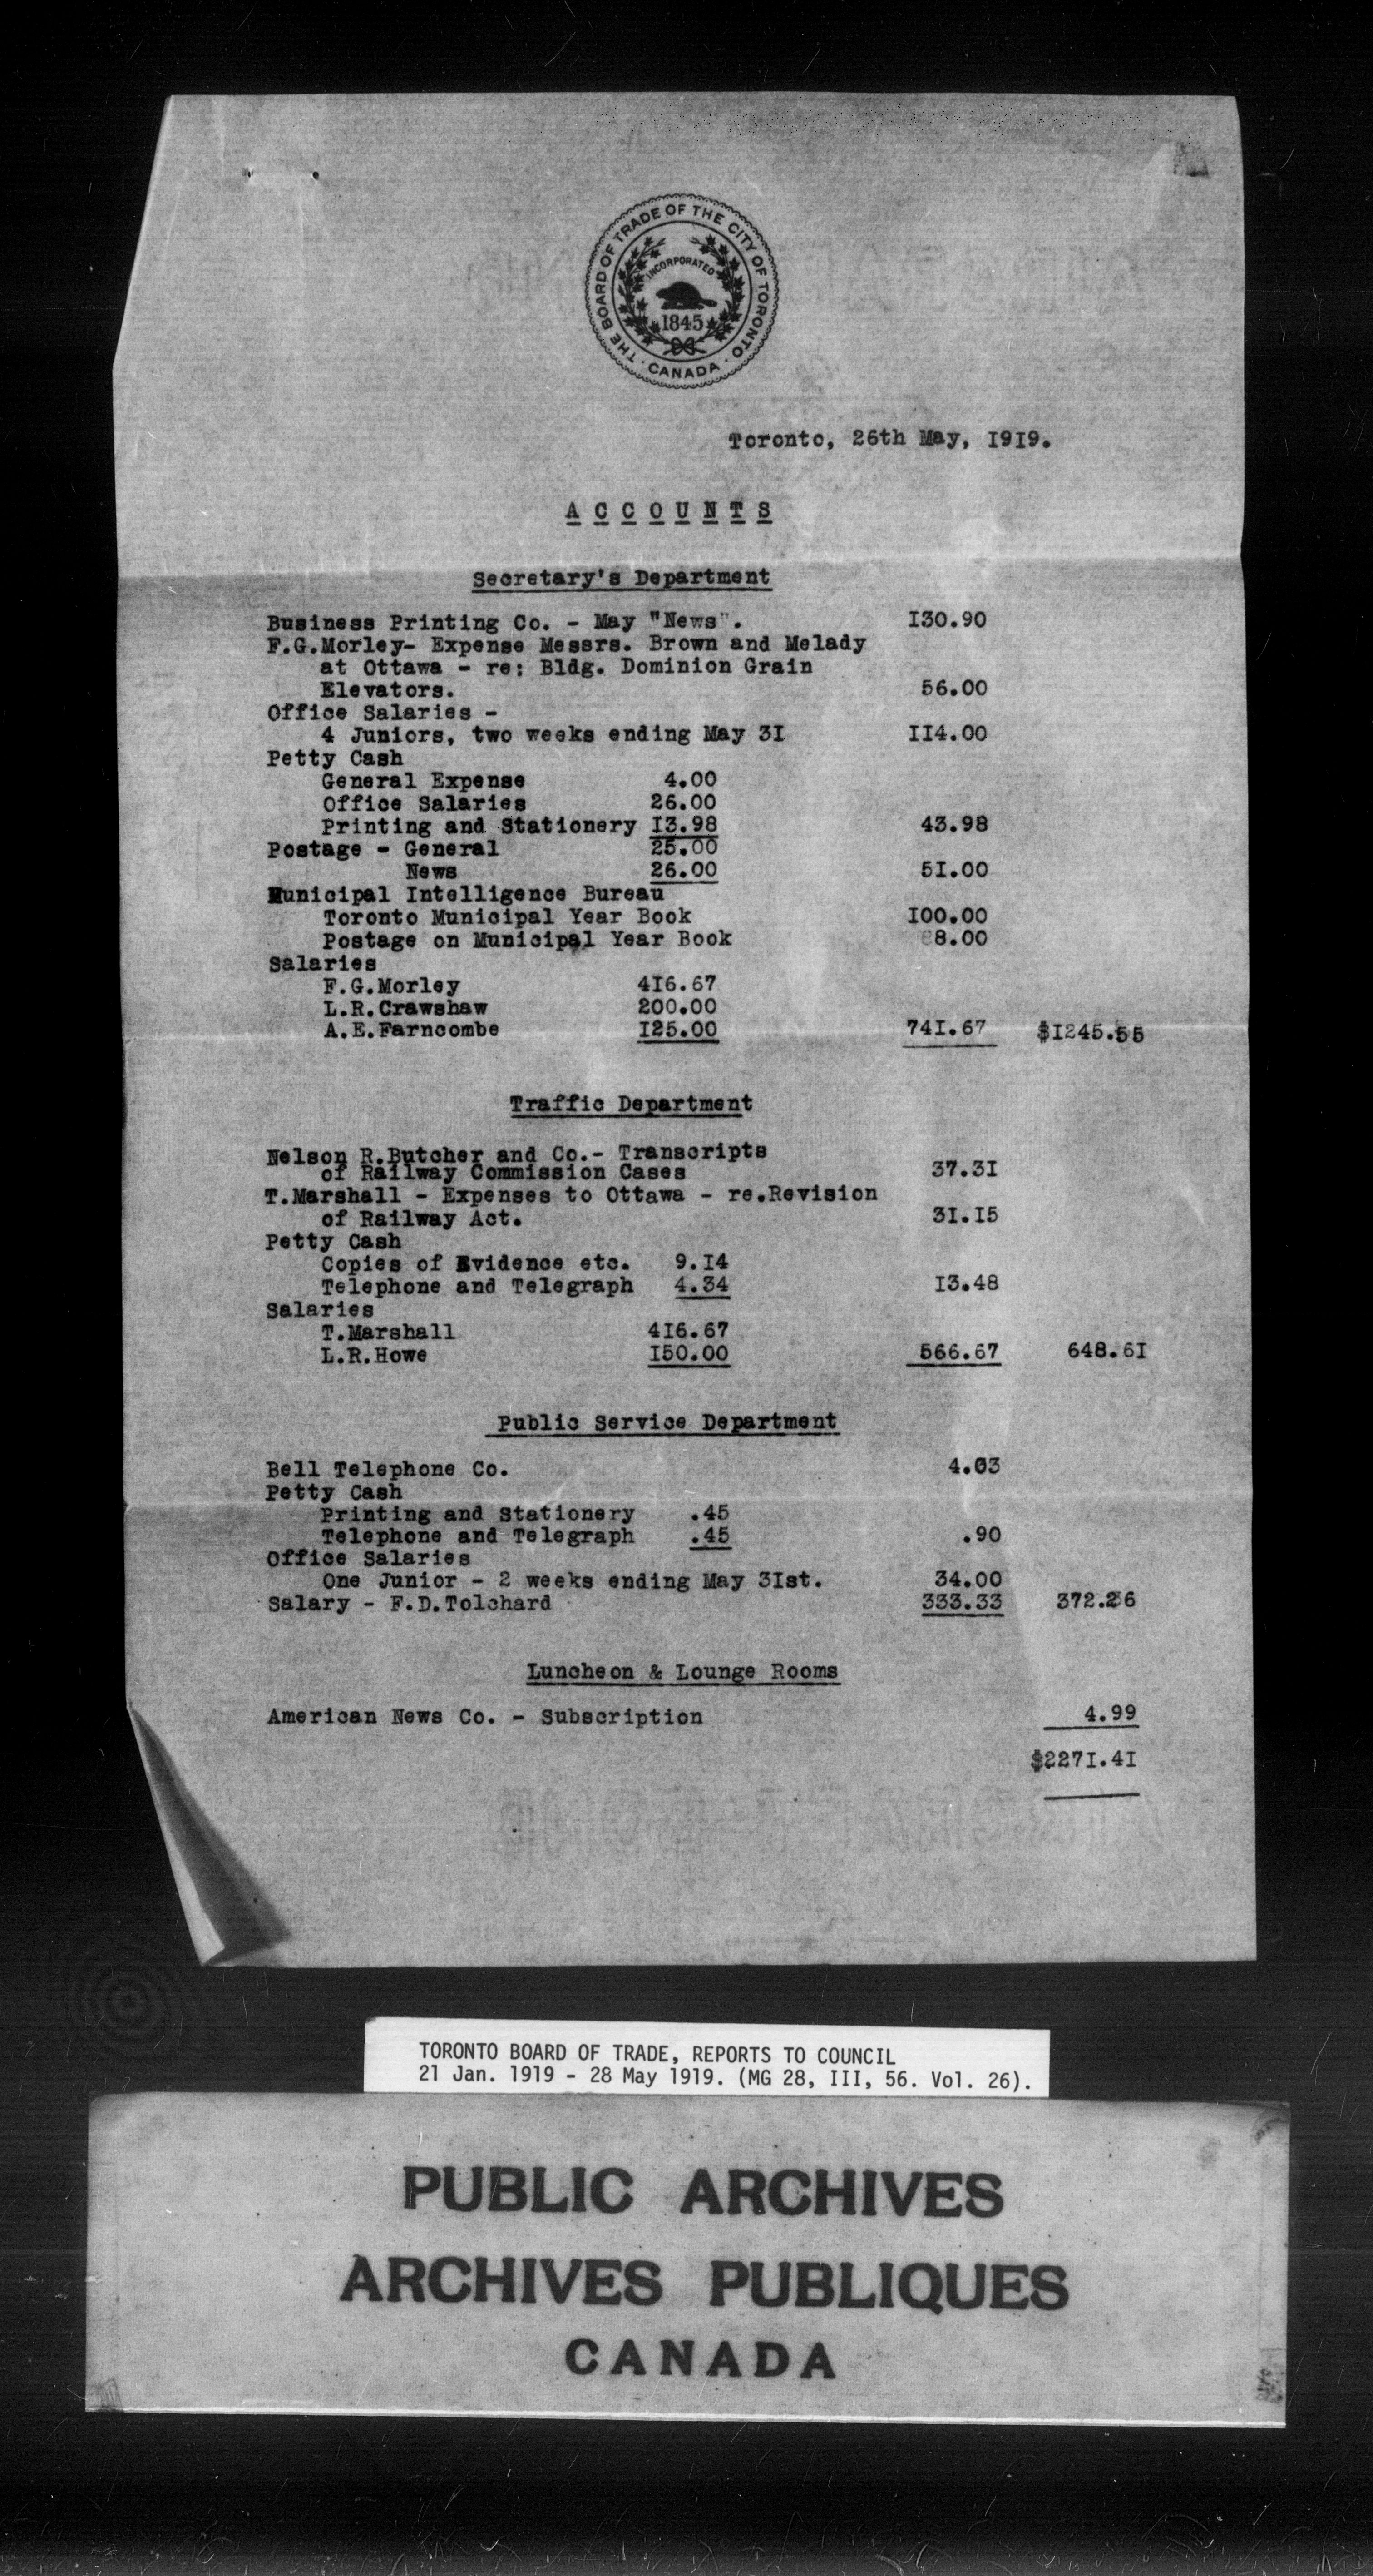 THE BOARD OF TRADE OF THE CITY OF TORONTO
INCORPORATED
1845
CANADA
Toronto, 26th May, 1919.
ACCOUNTS
Secretary's Department
Business Printing Co. - May "News". 130.90
F.G.Morley- Expense Messrs. Brown and Melady
at Ottawa - re: Bldg. Dominion Grain
Elevators. 56.00
Office Salaries -
4 Juniors, two weeks ending May 31 114.00
Petty Cash
General Expense 4.00
Office Salaries 26.00
Printing and Stationery 13.98 43.98
Postage - General 25.00
News 26.00 51.00
Municipal Intelligence Bureau
Toronto Municipal Year Book 100.00
Postage on Municipal Year Book 8.00
Salaries
F.G.Morley 416.67
L.R.Crawshaw 200.00
A.E.Farncombe 125.00 741.67 $1245.55
Traffic Department
Nelson R.Butcher and Co.- Transcripts
of Railway Commission Cases 37.31
T.Marshall - Expenses to Ottawa - re.Revision
of Railway Act. 31.15
Petty Cash
Copies of Evidence etc. 9.14
Telephone and Telegraph 4.34 13.48
Salaries
T.Marshall 416.67
L.R.Howe 150.00 566.67 648.61
Public Service Department
Bell Telephone Co. 4.03
Petty Cash
Printing and Stationery .45
Telephone and Telegraph .45 .90
Office Salaries
One Junior - 2 weeks ending May 31st. 34.00
Salary - F.D.Tolchard 333.33 372.26
Luncheon & Lounge Rooms
American News Co. - Subscription 4.99
$2271.41
TORONTO BOARD OF TRADE, REPORTS TO COUNCIL
21 Jan. 1919 - 28 May 1919. (MG 28, III, 56. Vol. 26).
PUBLIC ARCHIVES
ARCHIVES PUBLIQUES
CANADA